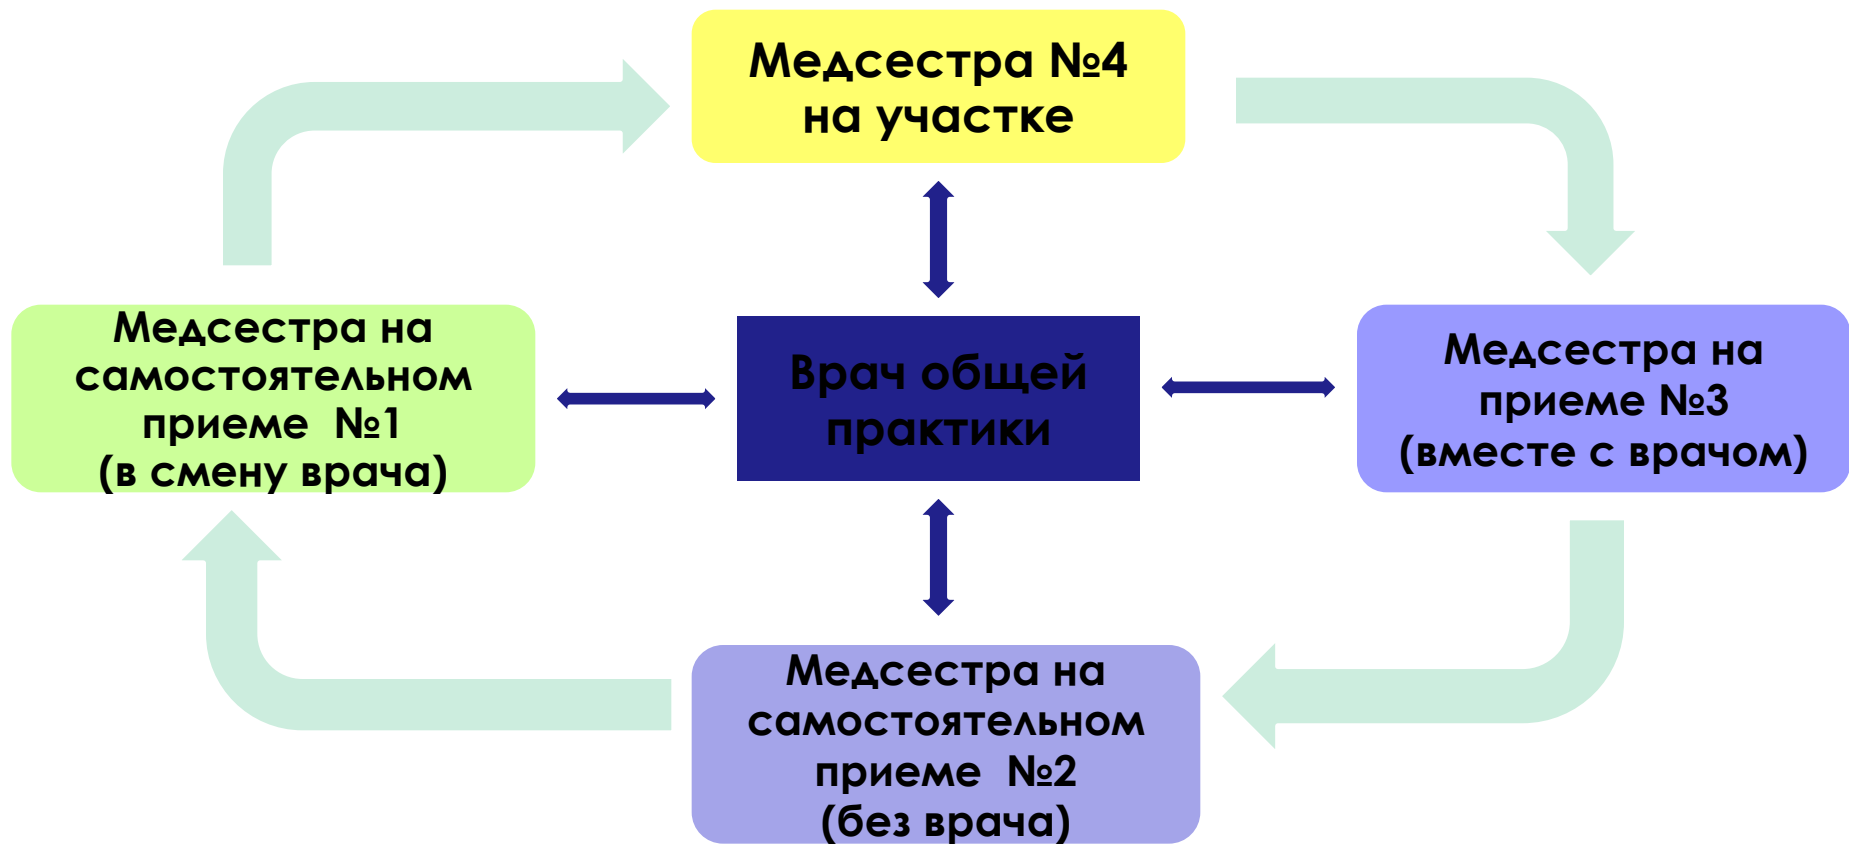 Медсестра №4
на участке
Медсестра на
самостоятельном
приеме №1
(в смену врача)
Врач общей
практики
Медсестра на
приеме №3
(вместе с врачом)
Медсестра на
самостоятельном
приеме №2
(без врача)